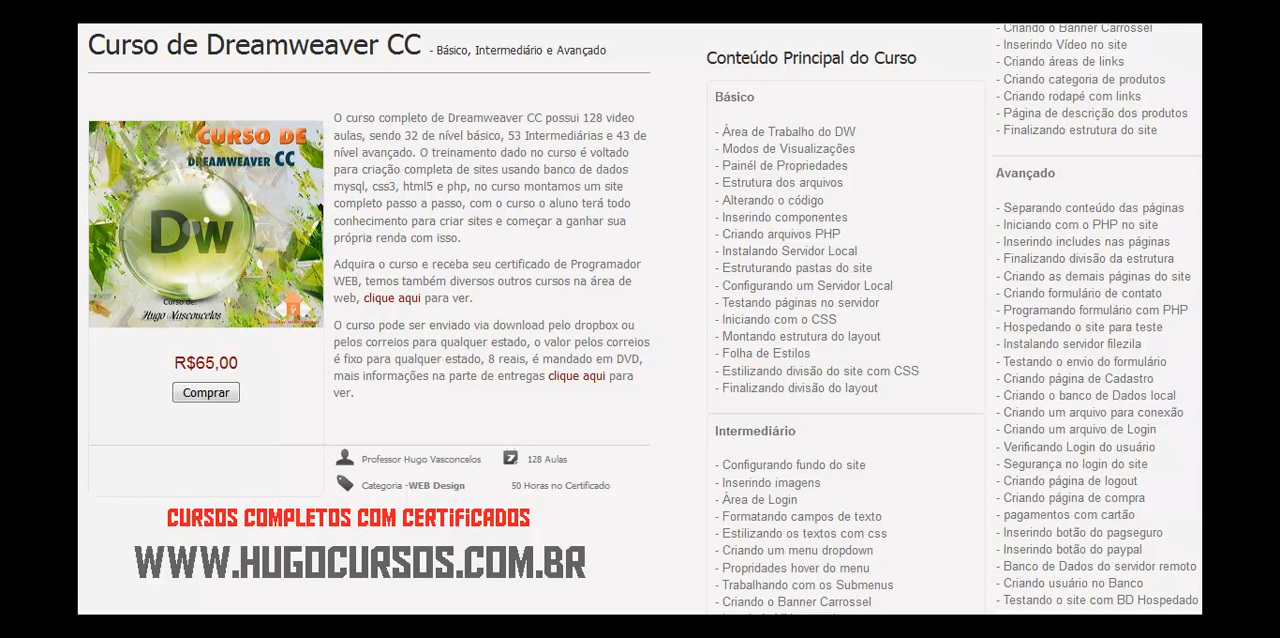 Curso de Dreamweaver CC - Básico, Intermediário e Avançado
CURSO DE
DREAMWEAVER CC
Dw
Curso de:
Hugo Vasconcelos
R$65,00
Comprar
O curso completo de Dreamweaver CC possui 128 video
aulas, sendo 32 de nível básico, 53 Intermediárias e 43 de
nível avançado. O treinamento dado no curso é voltado
para criação completa de sites usando banco de dados
mysql, css3, html5 e php, no curso montamos um site
completo passo a passo, com o curso o aluno terá todo
conhecimento para criar sites e começar a ganhar sua
própria renda com isso.
Adquira o curso e receba seu certificado de Programador
WEB, temos também diversos outros cursos na área de
web, clique aqui para ver.
O curso pode ser enviado via download pelo dropbox ou
pelos correios para qualquer estado, o valor pelos correios
é fixo para qualquer estado, 8 reais, é mandado em DVD,
mais informações na parte de entregas clique aqui para
ver.
Professor Hugo Vasconcelos
128 Aulas
Categoria -WEB Design
50 Horas no Certificado
CURSOS COMPLETOS COM CERTIFICADOS
WWW.HUGOCURSOS.COM.BR
Conteúdo Principal do Curso
Básico
- Área de Trabalho do DW
- Modos de Visualizações
- Painél de Propriedades
- Estrutura dos arquivos
- Alterando o código
- Inserindo componentes
- Criando arquivos PHP
- Instalando Servidor Local
- Estruturando pastas do site
- Configurando um Servidor Local
- Testando páginas no servidor
- Iniciando com o CSS
- Montando estrutura do layout
- Folha de Estilos
- Estilizando divisão do site com CSS
- Finalizando divisão do layout
Intermediário
- Configurando fundo do site
- Inserindo imagens
- Área de Login
- Formatando campos de texto
- Estilizando os textos com css
- Criando um menu dropdown
- Propridades hover do menu
- Trabalhando com os Submenus
- Criando o Banner Carrossel
- Criando o Banner Carrossel
- Inserindo Vídeo no site
- Criando áreas de links
- Criando categoria de produtos
- Criando rodapé com links
- Página de descrição dos produtos
- Finalizando estrutura do site
Avançado
- Separando conteúdo das páginas
- Iniciando com o PHP no site
- Inserindo includes nas páginas
- Finalizando divisão da estrutura
- Criando as demais páginas do site
- Criando formulário de contato
- Programando formulário com PHP
- Hospedando o site para teste
- Instalando servidor filezila
- Testando o envio do formulário
- Criando página de Cadastro
- Criando o banco de Dados local
- Criando um arquivo para conexão
- Criando um arquivo de Login
- Verificando Login do usuário
- Segurança no login do site
- Criando página de logout
- Criando página de compra
- pagamentos com cartão
- Inserindo botão do pagseguro
- Inserindo botão do paypal
- Banco de Dados do servidor remoto
- Criando usuário no Banco
- Testando o site com BD Hospedado